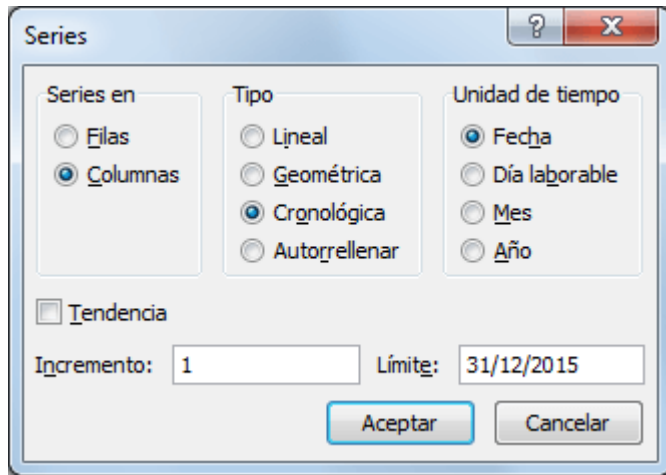 Series
Series en
Filas
Columnas
Tipo
Lineal
Geométrica
Cronológica
Autorrellenar
Unidad de tiempo
Fecha
Día laborable
Mes
Año
Tendencia
Incremento: 1 Límite: 31/12/2015
Aceptar Cancelar